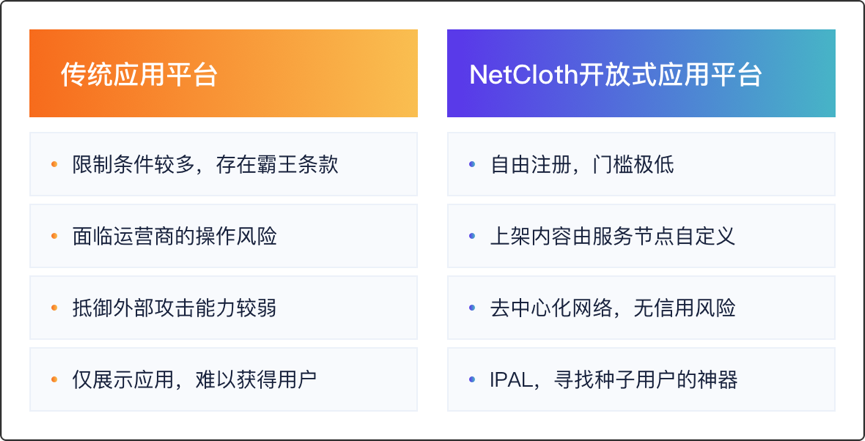 传统应用平台
限制条件较多，存在霸王条款
面临运营商的操作风险
抵御外部攻击能力较弱
仅展示应用，难以获得用户
NetCloth开放式应用平台
自由注册，门槛极低
上架内容由服务节点自定义
去中心化网络，无信用风险
IPAL，寻找种子用户的神器